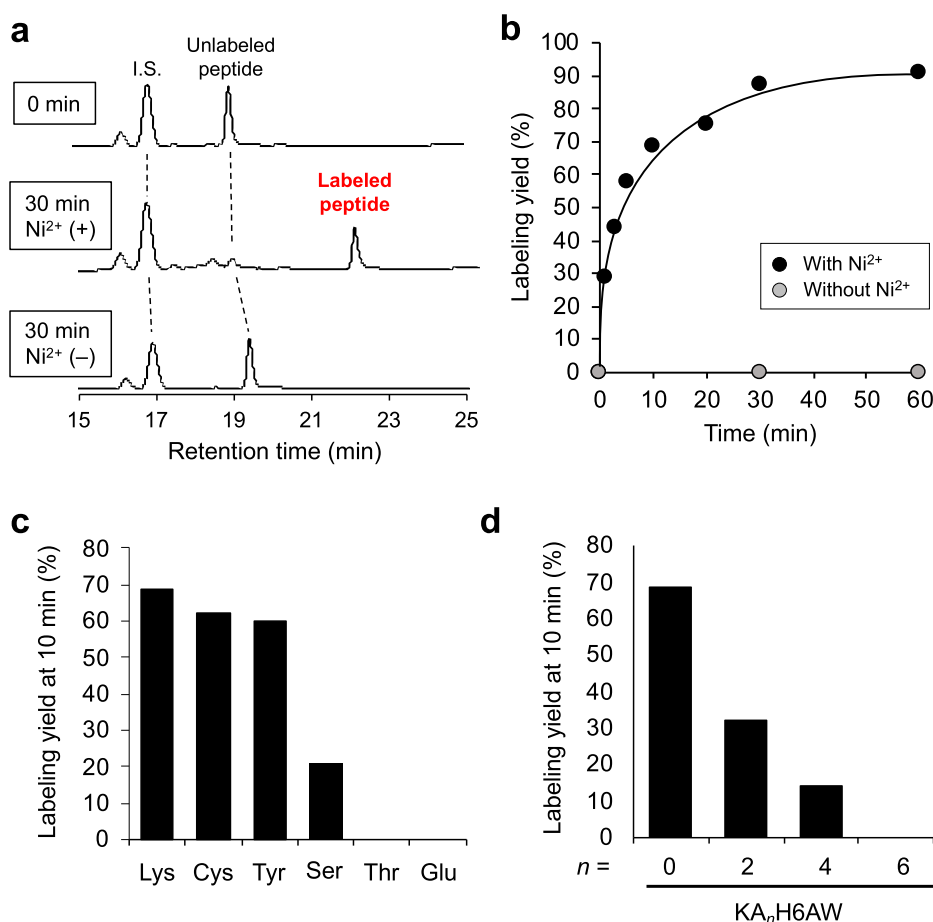 a
I.S.
Unlabeled
peptide
0 min
30 min
Ni²⁺ (+)
Labeled
peptide
30 min
Ni²⁺ (–)
15 17 19 21 23 25
Retention time (min)
b
Labeling yield (%)
100
90
80
70
60
50
40
30
20
10
0
With Ni²⁺
Without Ni²⁺
0 10 20 30 40 50 60
Time (min)
c
Labeling yield at 10 min (%)
80
70
60
50
40
30
20
10
0
Lys Cys Tyr Ser Thr Glu
d
Labeling yield at 10 min (%)
80
70
60
50
40
30
20
10
0
n = 0 2 4 6
KAₙH6AW